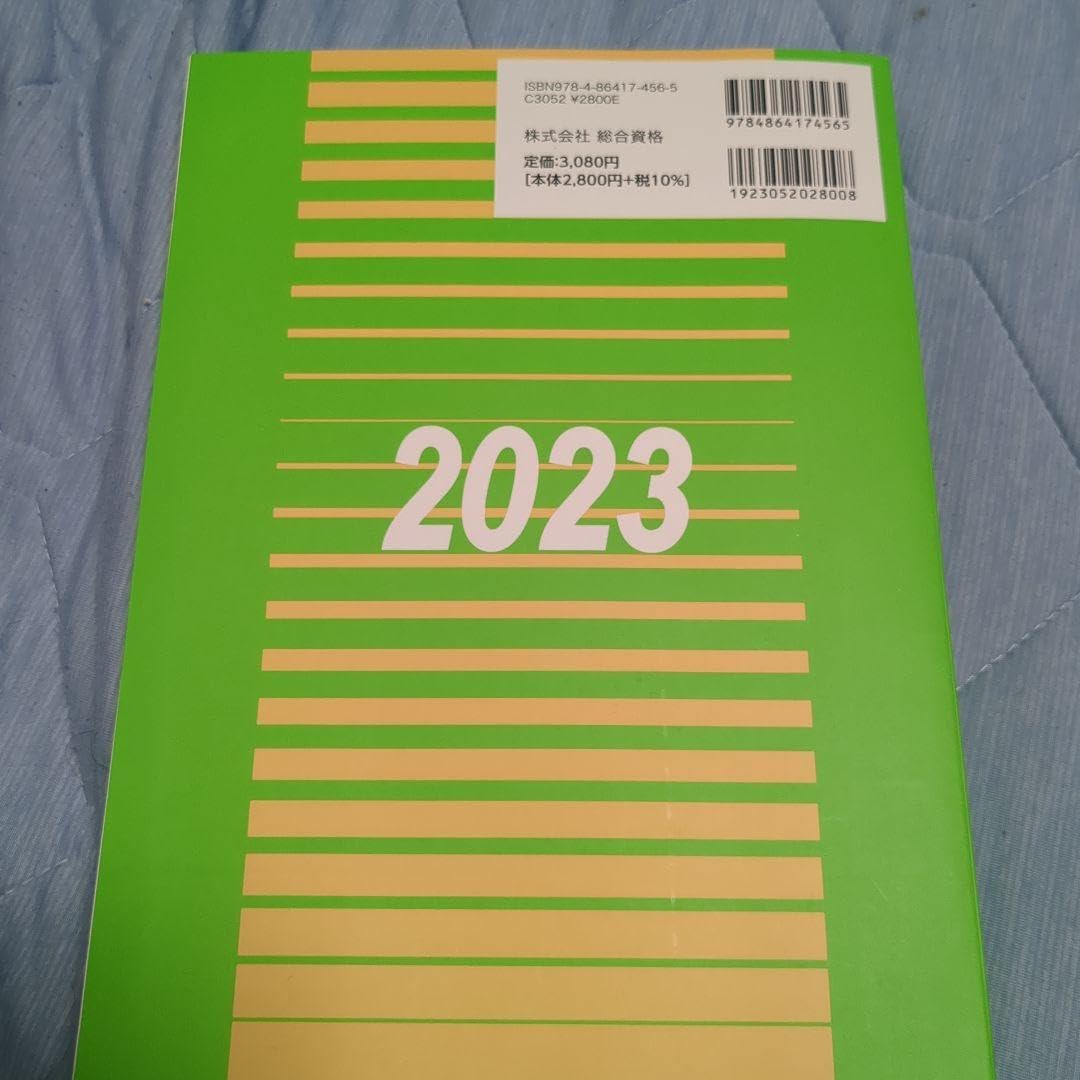 ISBN978-4-86417-456-5
C3052 ¥2800E
株式会社 総合資格
定価:3,080円
[本体2,800円+税10%]
9784864174565
1923052028008
2023